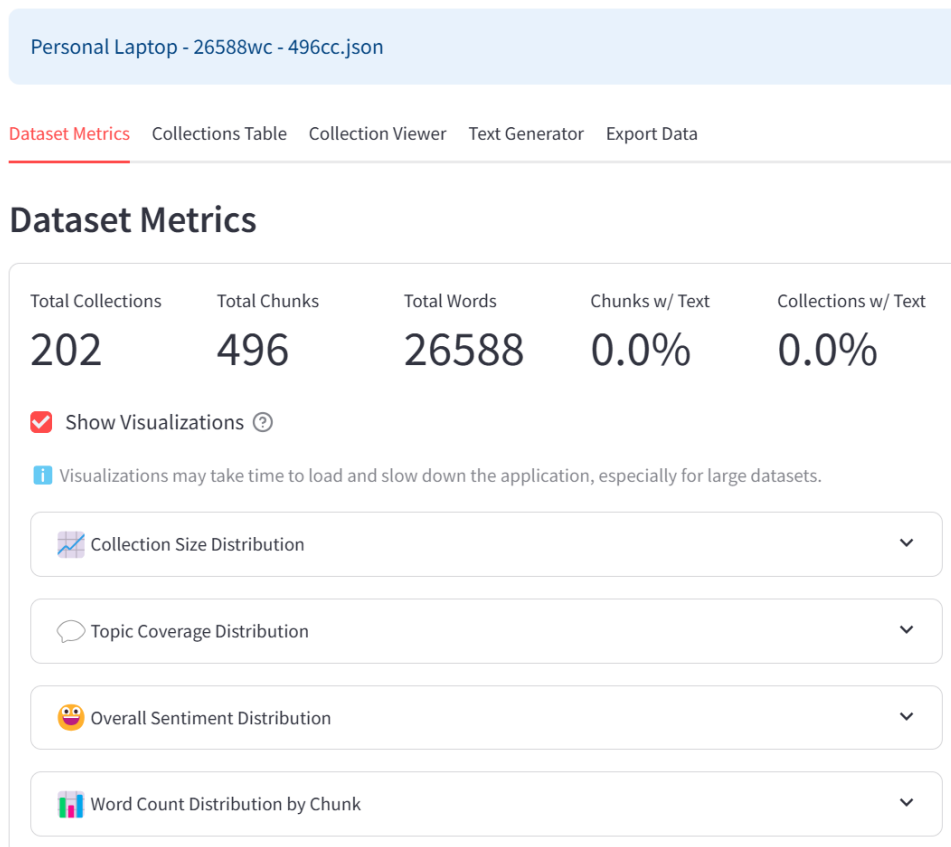 Personal Laptop - 26588wc - 496cc.json
Dataset Metrics Collections Table Collection Viewer Text Generator Export Data
Dataset Metrics
Total Collections Total Chunks Total Words Chunks w/ Text Collections w/ Text
202 496 26588 0.0% 0.0%
Show Visualizations
Visualizations may take time to load and slow down the application, especially for large datasets.
Collection Size Distribution
Topic Coverage Distribution
Overall Sentiment Distribution
Word Count Distribution by Chunk